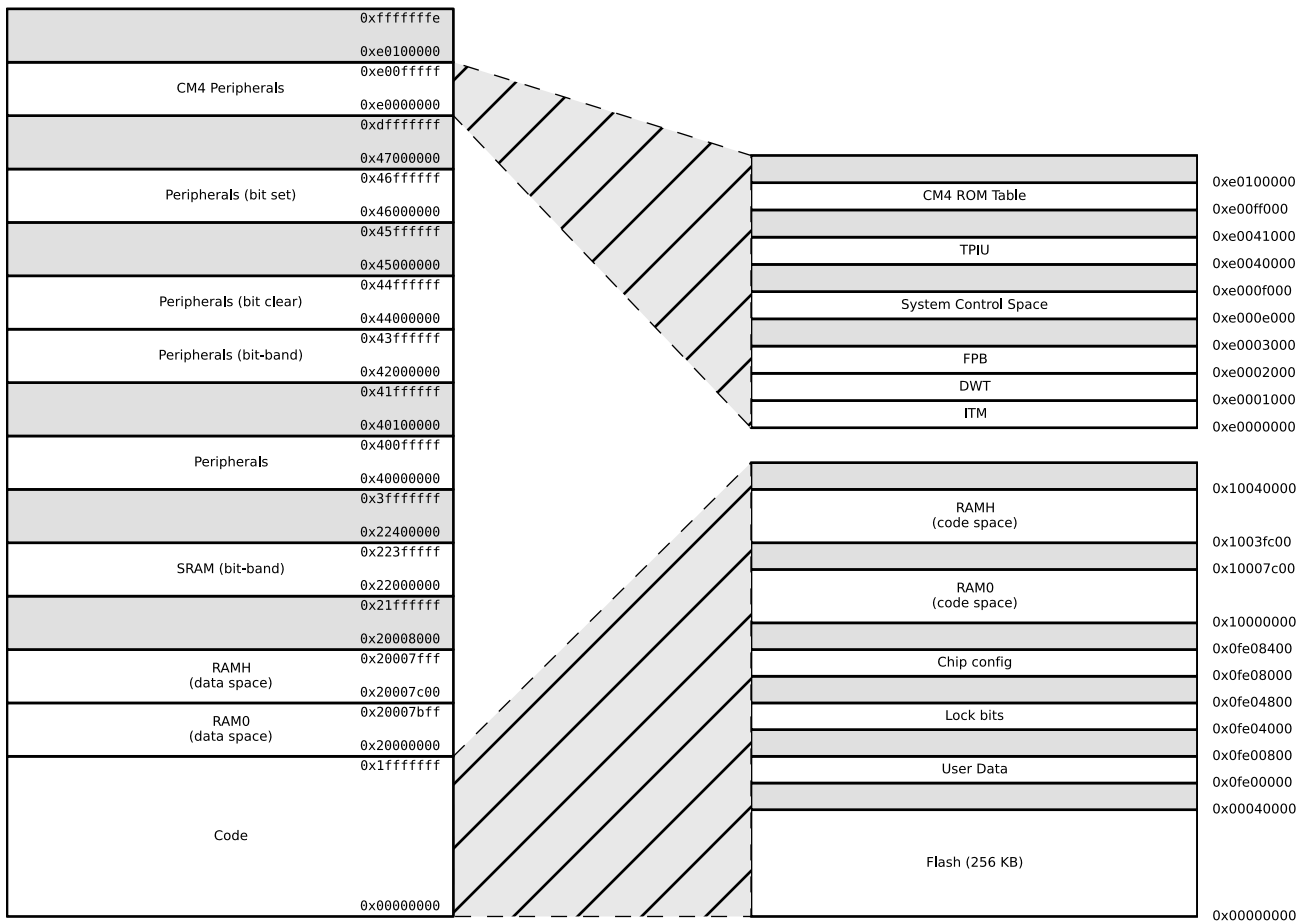 0xfffffffe
0xe0100000
0xe00fffff
CM4 Peripherals
0xe0000000
0xdfffffff
0x47000000
0x46ffffff
Peripherals (bit set)
0x46000000
0x45ffffff
0x45000000
0x44ffffff
Peripherals (bit clear)
0x44000000
0x43ffffff
Peripherals (bit-band)
0x42000000
0x41ffffff
0x40100000
0x400fffff
Peripherals
0x40000000
0x3fffffff
0x22400000
0x223fffff
SRAM (bit-band)
0x22000000
0x21ffffff
0x20008000
0x20007fff
RAMH
(data space)
0x20007c00
0x20007bff
RAM0
(data space)
0x20000000
0x1fffffff
Code
0x00000000
0xe0100000
CM4 ROM Table
0xe00ff000
0xe0041000
TPIU
0xe0040000
0xe000f000
System Control Space
0xe000e000
0xe0003000
FPB
0xe0002000
DWT
0xe0001000
ITM
0xe0000000
0x10040000
RAMH
(code space)
0x1003fc00
0x10007c00
RAM0
(code space)
0x10000000
0x0fe08400
Chip config
0x0fe08000
0x0fe04800
Lock bits
0x0fe04000
0x0fe00800
User Data
0x0fe00000
0x00040000
Flash (256 KB)
0x00000000